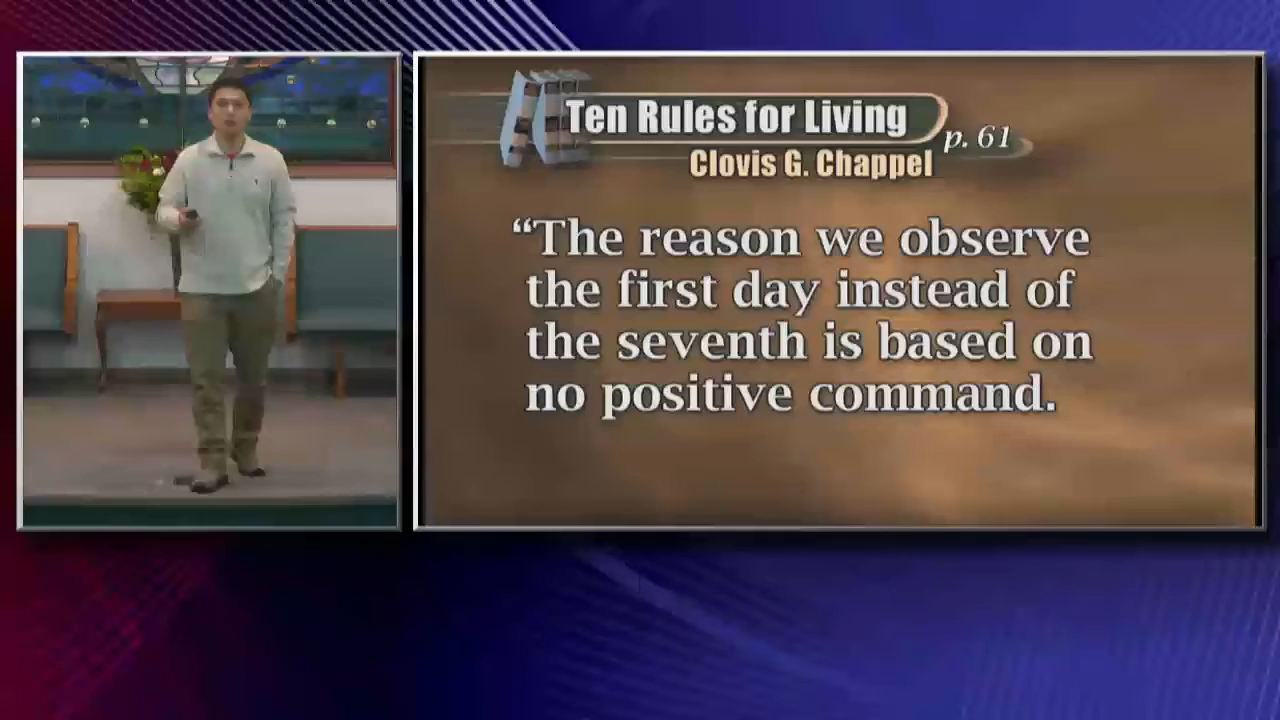 Ten Rules for Living
p. 61
Clovis G. Chappel
“The reason we observe
the first day instead of
the seventh is based on
no positive command.